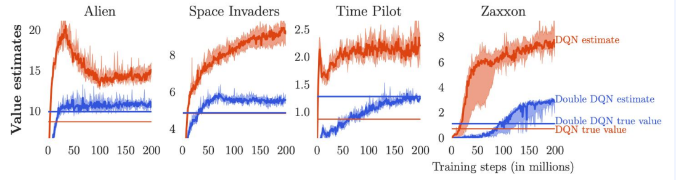 Alien
Space Invaders
Time Pilot
Zaxxon
Value estimates
20
15
10
0 50 100 150 200
8
6
4
0 50 100 150 200
2.5
2.0
1.5
1.0
0 50 100 150 200
8
6
4
2
0
0 50 100 150 200
DQN estimate
Double DQN estimate
Double DQN true value
DQN true value
Training steps (in millions)